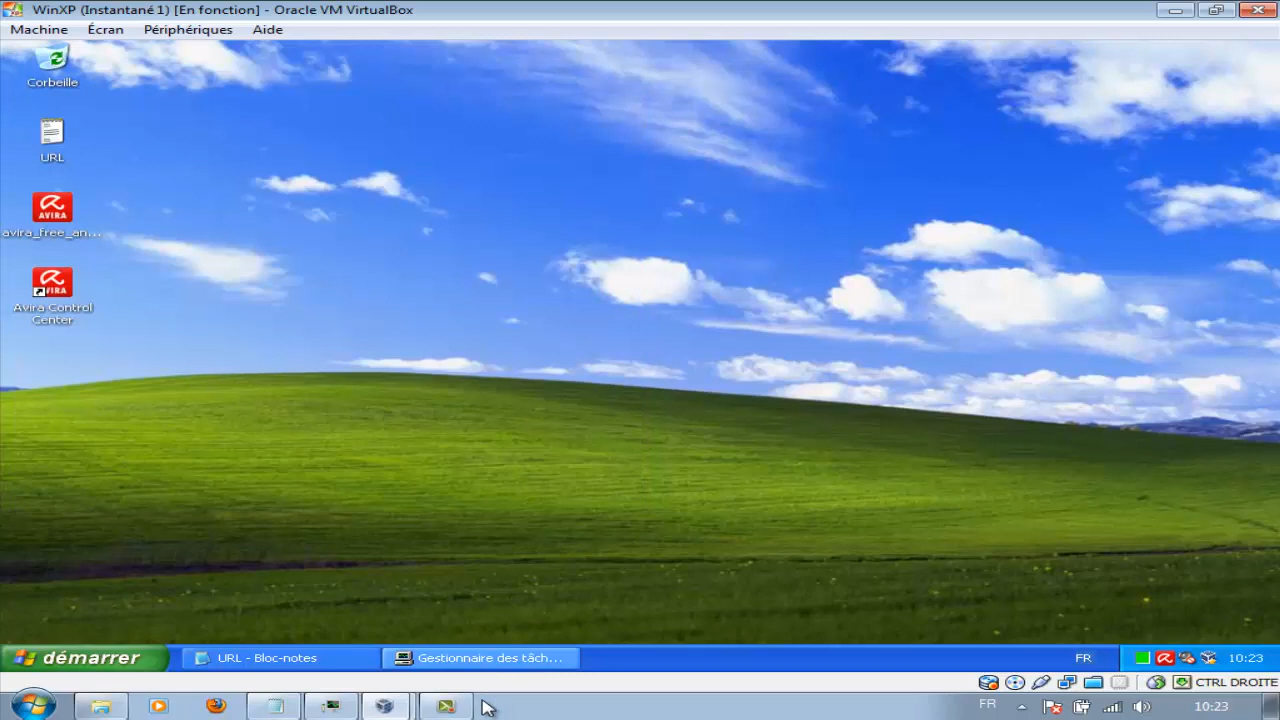 WinXP (Instantané 1) [En fonction] - Oracle VM VirtualBox
Machine Écran Périphériques Aide
Corbeille
URL
AVIRA
avira_free_an...
Avira Control
Center
démarrer
URL - Bloc-notes
Gestionnaire des tâch...
FR
10:23
CTRL DROITE
FR
10:23